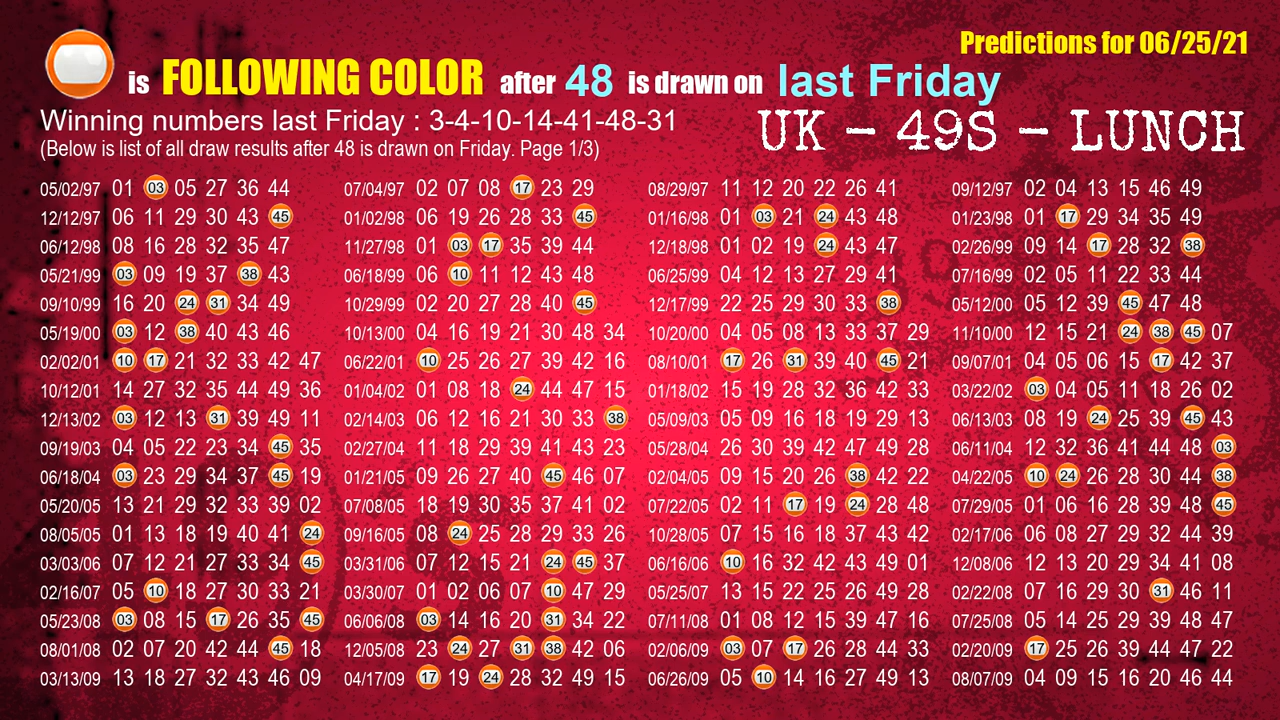 Predictions for 06/25/21
is FOLLOWING COLOR after 48 is drawn on last Friday
Winning numbers last Friday : 3-4-10-14-41-48-31
UK - 49S - LUNCH
(Below is list of all draw results after 48 is drawn on Friday. Page 1/3)
05/02/97 01 03 05 27 36 44 07/04/97 02 07 08 17 23 29 08/29/97 11 12 20 22 26 41 09/12/97 02 04 13 15 46 49
12/12/97 06 11 29 30 43 45 01/02/98 06 19 26 28 33 45 01/16/98 01 03 21 24 43 48 01/23/98 01 17 29 34 35 49
06/12/98 08 16 28 32 35 47 11/27/98 01 03 17 35 39 44 12/18/98 01 02 19 24 43 47 02/26/99 09 14 17 28 32 38
05/21/99 03 09 19 37 38 43 06/18/99 06 10 11 12 43 48 06/25/99 04 12 13 27 29 41 07/16/99 02 05 11 22 33 44
09/10/99 16 20 24 31 34 49 10/29/99 02 20 27 28 40 45 12/17/99 22 25 29 30 33 38 05/12/00 05 12 39 45 47 48
05/19/00 03 12 38 40 43 46 10/13/00 04 16 19 21 30 48 34 10/20/00 04 05 08 13 33 37 29 11/10/00 12 15 21 24 38 45 07
02/02/01 10 17 21 32 33 42 47 06/22/01 10 25 26 27 39 42 16 08/10/01 17 26 31 39 40 45 21 09/07/01 04 05 06 15 17 42 37
10/12/01 14 27 32 35 44 49 36 01/04/02 01 08 18 24 44 47 15 01/18/02 15 19 28 32 36 42 33 03/22/02 03 04 05 11 18 26 02
12/13/02 03 12 13 31 39 49 11 02/14/03 06 12 16 21 30 33 38 05/09/03 05 09 16 18 19 29 13 06/13/03 08 19 24 25 39 45 43
09/19/03 04 05 22 23 34 45 35 02/27/04 11 18 29 39 41 43 23 05/28/04 26 30 39 42 47 49 28 06/11/04 12 32 36 41 44 48 03
06/18/04 03 23 29 34 37 45 19 01/21/05 09 26 27 40 45 46 07 02/04/05 09 15 20 26 38 42 22 04/22/05 10 24 26 28 30 44 38
05/20/05 13 21 29 32 33 39 02 07/08/05 18 19 30 35 37 41 02 07/22/05 02 11 17 19 24 28 48 07/29/05 01 06 16 28 39 48 45
08/05/05 01 13 18 19 40 41 24 09/16/05 08 24 25 28 29 33 26 10/28/05 07 15 16 18 37 43 42 02/17/06 06 08 27 29 32 44 39
03/03/06 07 12 21 27 33 34 45 03/31/06 07 12 15 21 24 45 37 06/16/06 10 16 32 42 43 49 01 12/08/06 12 13 20 29 34 41 08
02/16/07 05 10 18 27 30 33 21 03/30/07 01 02 06 07 10 47 29 05/25/07 13 15 22 25 26 49 28 02/22/08 07 16 29 30 31 46 11
05/23/08 03 08 15 17 26 35 45 06/06/08 03 14 16 20 31 34 22 07/11/08 01 08 12 15 39 47 16 07/25/08 05 14 25 29 39 48 47
08/01/08 02 07 20 42 44 45 18 12/05/08 23 24 27 31 38 42 06 02/06/09 03 07 17 26 28 44 33 02/20/09 17 25 26 39 44 47 22
03/13/09 13 18 27 32 43 46 09 04/17/09 17 19 24 28 32 49 15 06/26/09 05 10 14 16 27 49 13 08/07/09 04 09 15 16 20 46 44